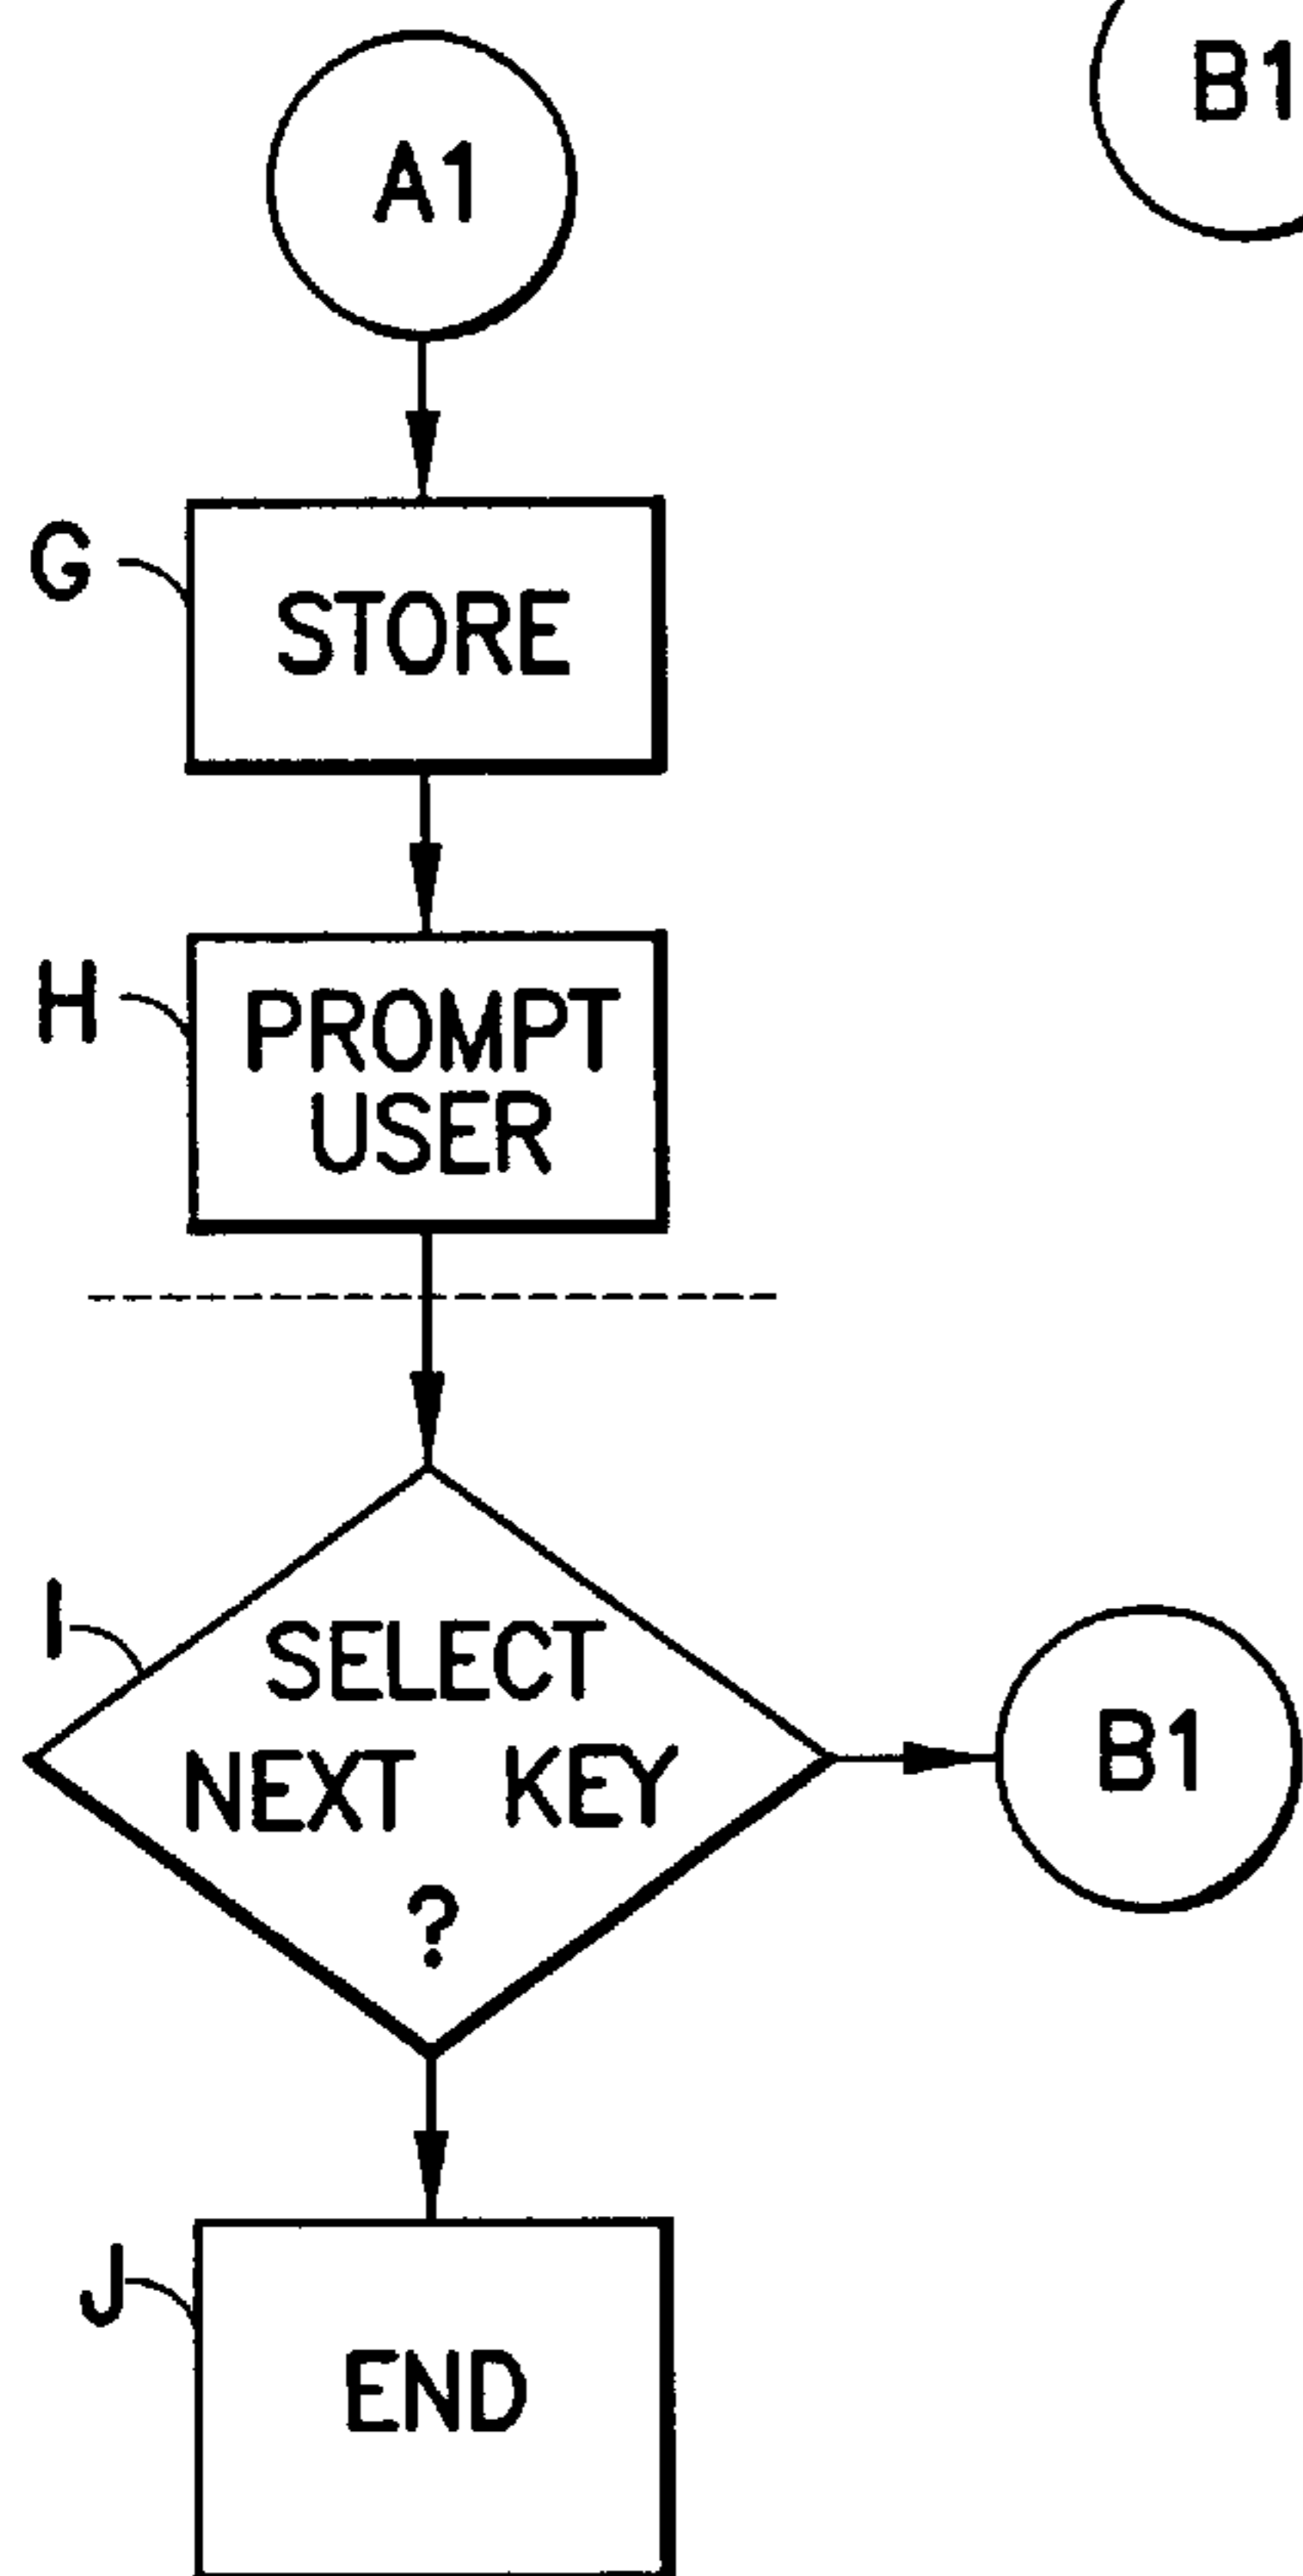 A1
B1
G
STORE
H
PROMPT
USER
I
SELECT
NEXT KEY
?
B1
J
END